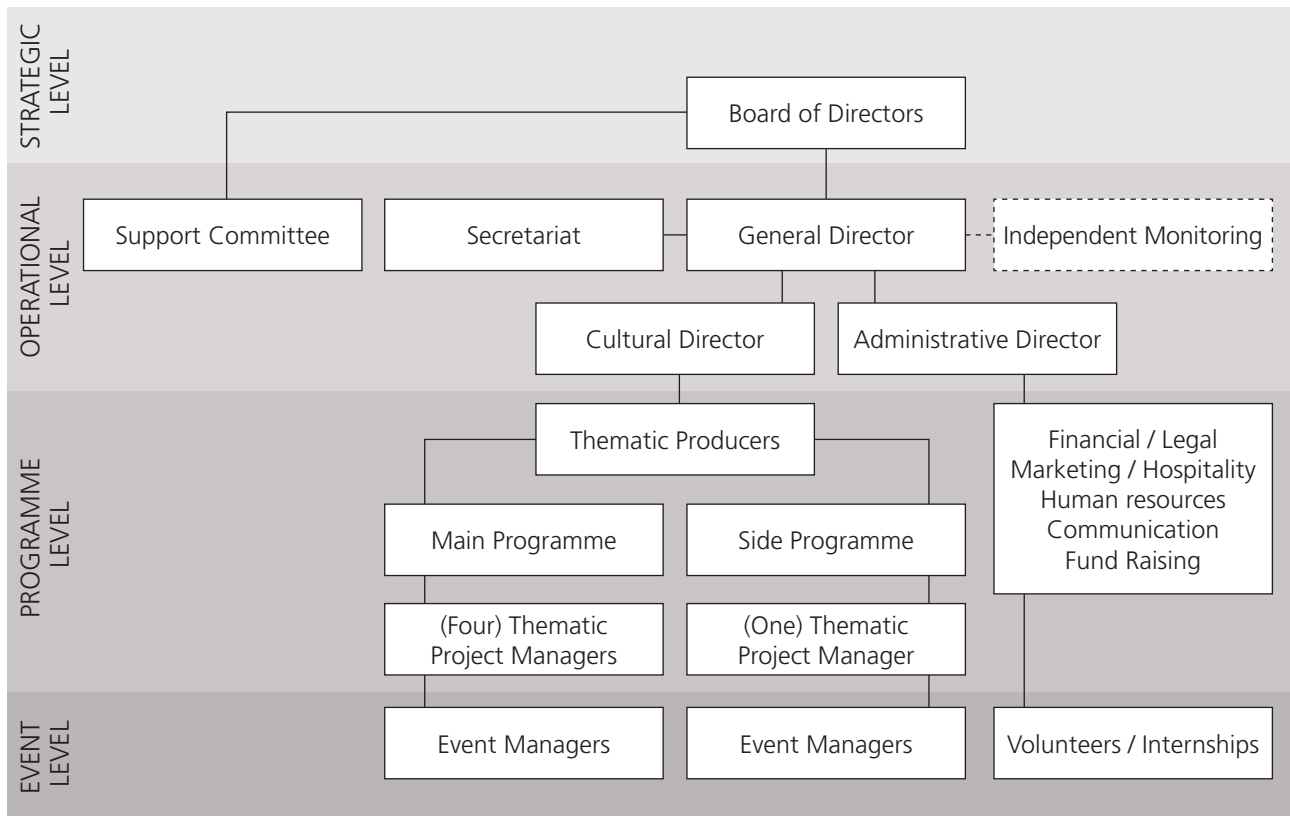 STRATEGIC
LEVEL
Board of Directors
OPERATIONAL
LEVEL
Support Committee
Secretariat
General Director
Independent Monitoring
Cultural Director
Administrative Director
PROGRAMME
LEVEL
Thematic Producers
Financial / Legal
Marketing / Hospitality
Human resources
Communication
Fund Raising
Main Programme
Side Programme
(Four) Thematic
Project Managers
(One) Thematic
Project Manager
EVENT
LEVEL
Event Managers
Event Managers
Volunteers / Internships